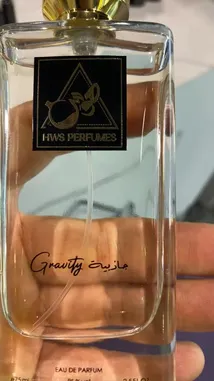 HWS PERFUMES
Gravity جاذبية
EAU DE PARFUM